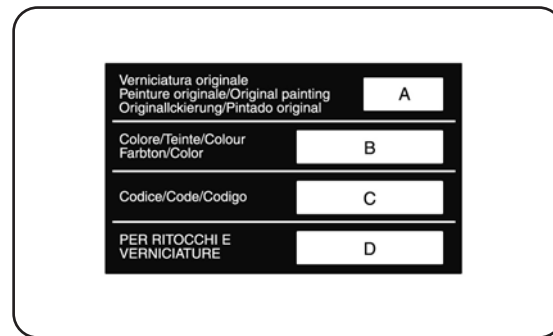 Verniciatura originale
Peinture originale/Original painting
Originallckierung/Pintado original
A
Colore/Teinte/Colour
Farbton/Color
B
Codice/Code/Codigo
C
PER RITOCCHI E
VERNICIATURE
D